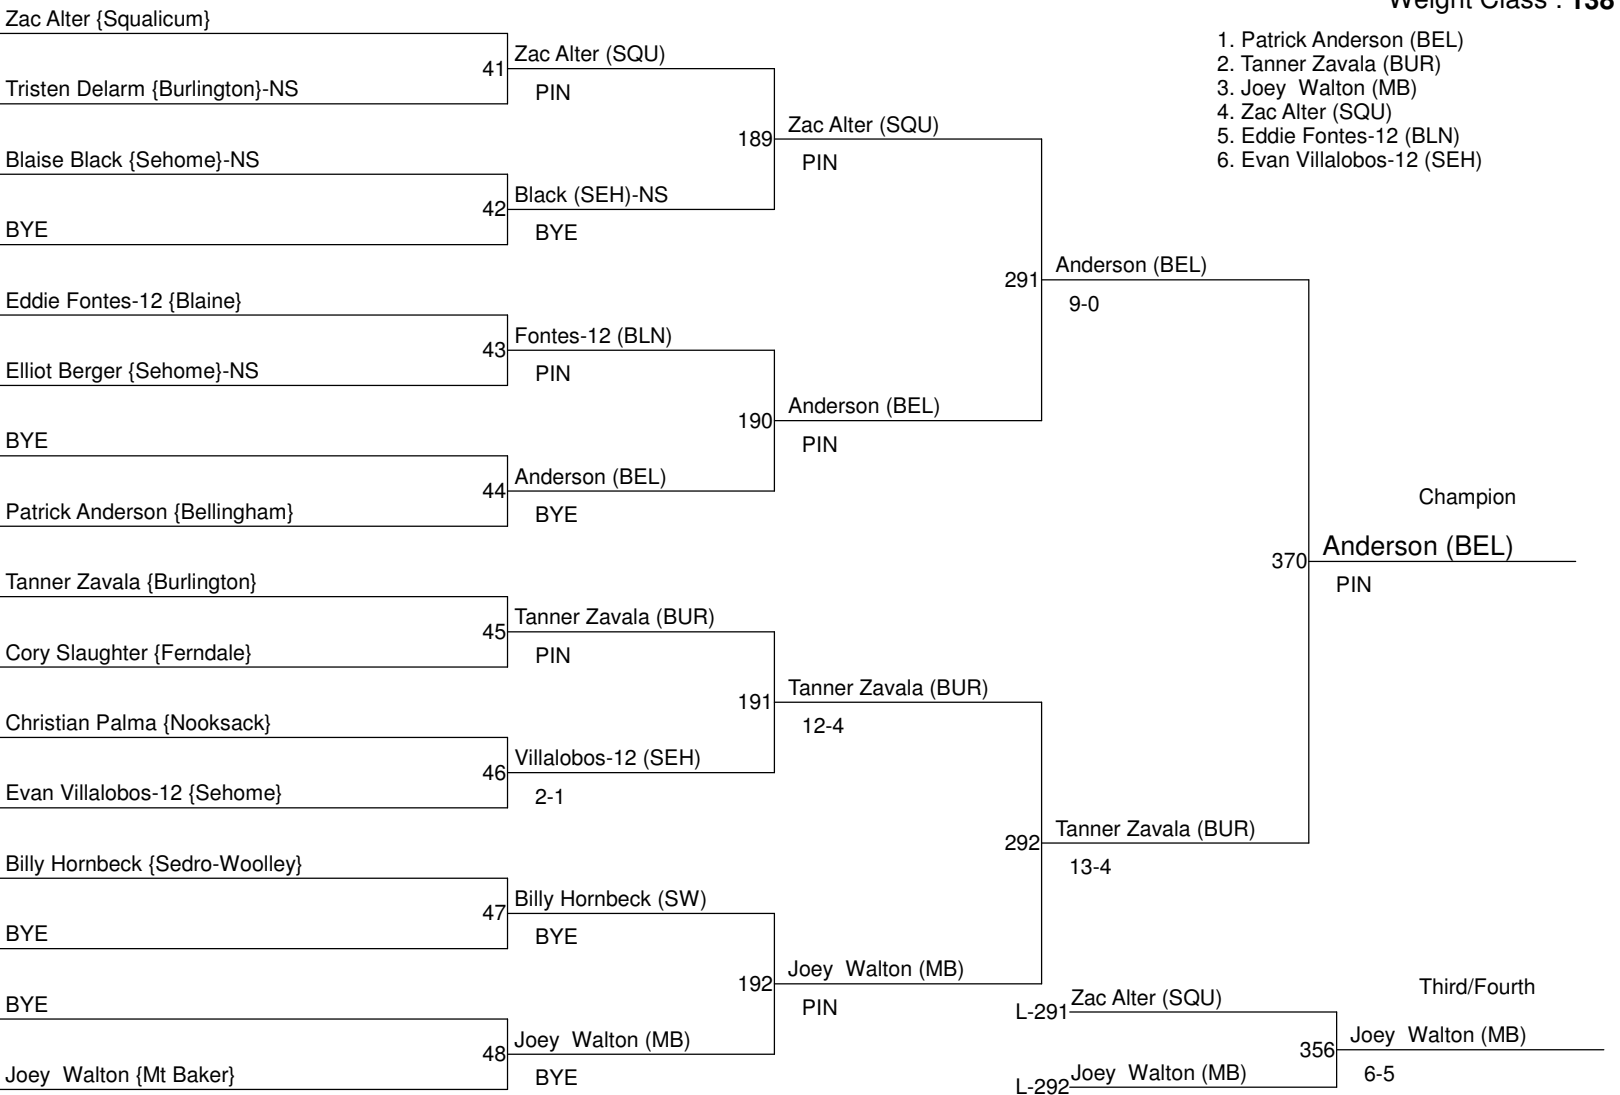 Weight Class : 138
Zac Alter {Squalicum}
41
Zac Alter (SQU)
PIN
Tristen Delarm {Burlington}-NS
189
Zac Alter (SQU)
PIN
Blaise Black {Sehome}-NS
42
Black (SEH)-NS
BYE
BYE
291
Anderson (BEL)
9-0
Eddie Fontes-12 {Blaine}
43
Fontes-12 (BLN)
PIN
Elliot Berger {Sehome}-NS
190
Anderson (BEL)
PIN
BYE
44
Anderson (BEL)
BYE
Patrick Anderson {Bellingham}
Champion
370
Anderson (BEL)
PIN
Tanner Zavala {Burlington}
45
Tanner Zavala (BUR)
PIN
Cory Slaughter {Ferndale}
191
Tanner Zavala (BUR)
12-4
Christian Palma {Nooksack}
46
Villalobos-12 (SEH)
2-1
Evan Villalobos-12 {Sehome}
292
Tanner Zavala (BUR)
13-4
Billy Hornbeck {Sedro-Woolley}
47
Billy Hornbeck (SW)
BYE
BYE
192
Joey  Walton (MB)
PIN
BYE
48
Joey  Walton (MB)
BYE
Joey  Walton {Mt Baker}
1. Patrick Anderson (BEL)
2. Tanner Zavala (BUR)
3. Joey  Walton (MB)
4. Zac Alter (SQU)
5. Eddie Fontes-12 (BLN)
6. Evan Villalobos-12 (SEH)
Third/Fourth
L-291
Zac Alter (SQU)
356
Joey  Walton (MB)
6-5
L-292
Joey  Walton (MB)